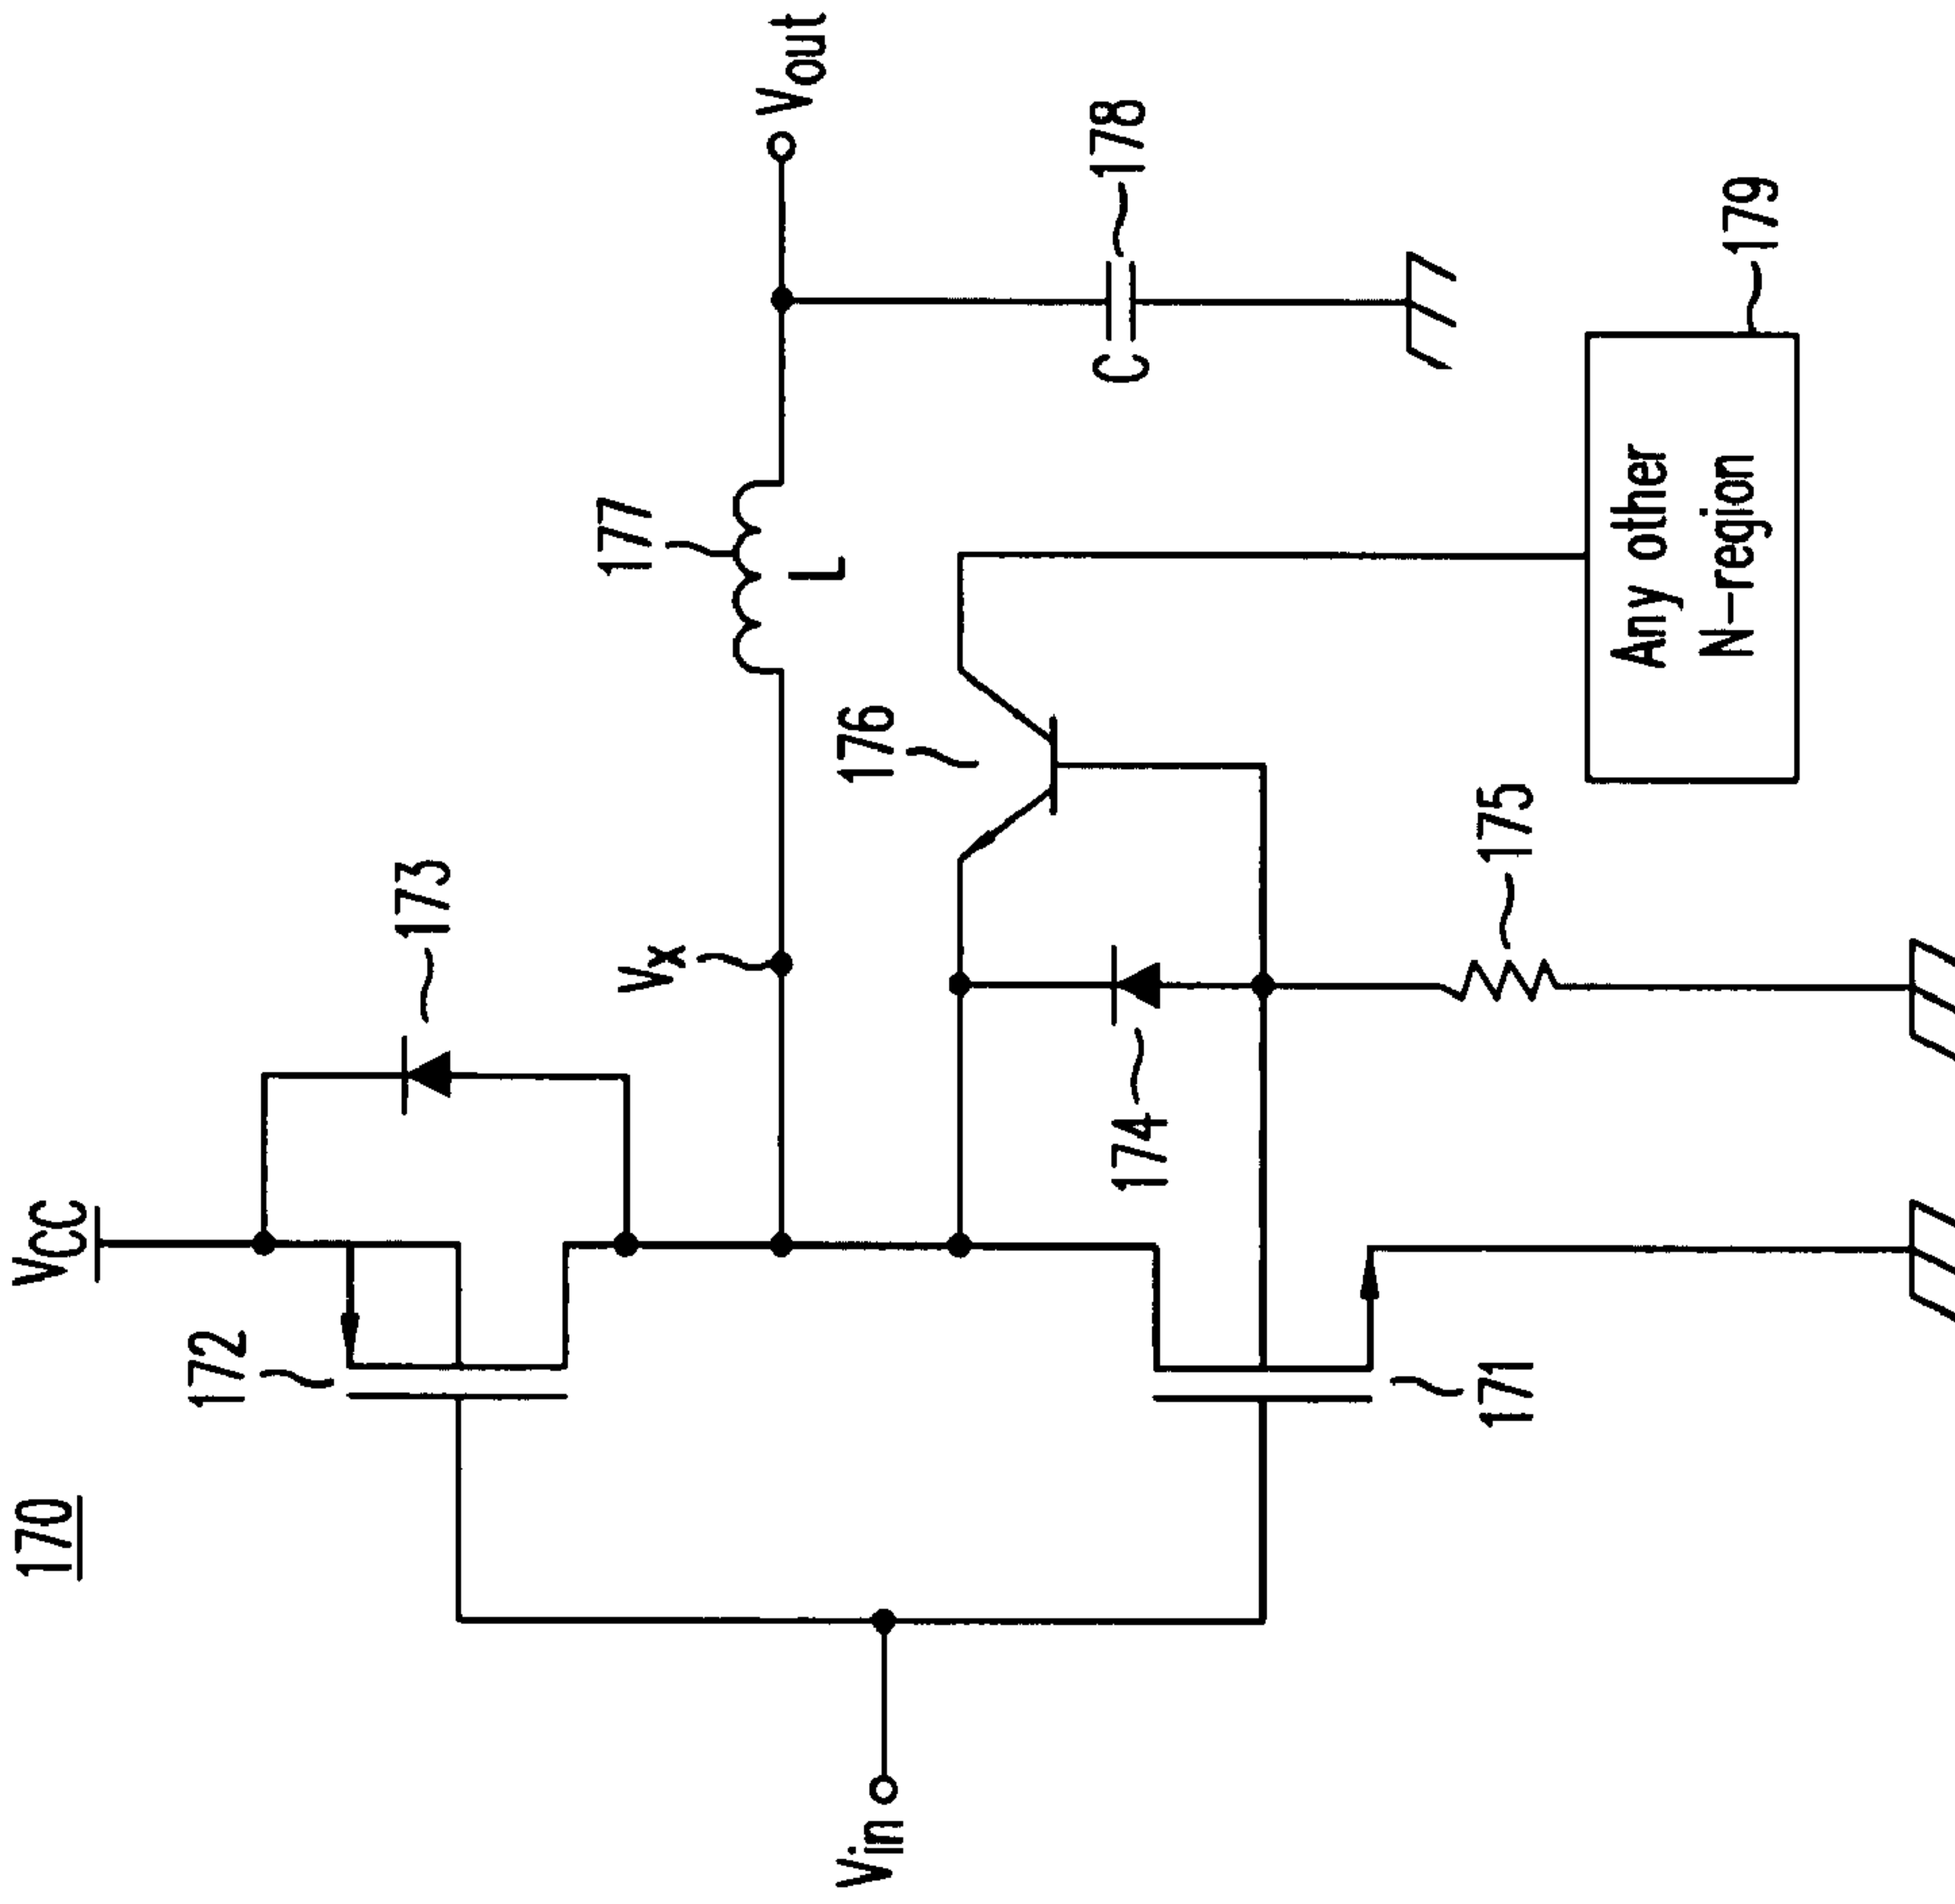 170
VCC
172
173
Vx
177
L
Vout
176
C
178
174
Vin
171
175
Any other
N-region
179